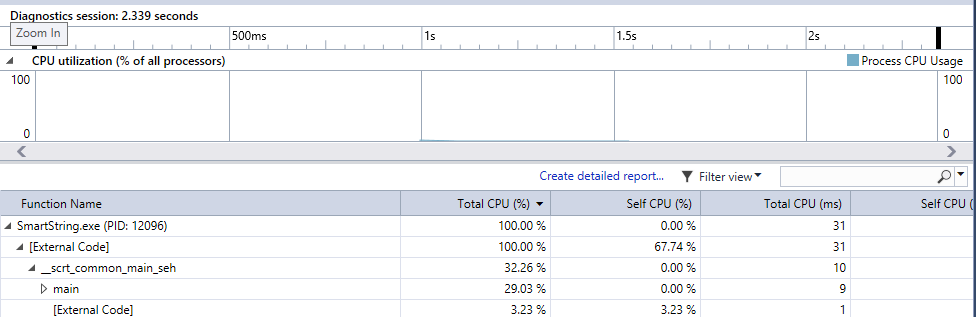 Diagnostics session: 2.339 seconds
Zoom In
500ms 1s 1.5s 2s
CPU utilization (% of all processors) Process CPU Usage
100 100
0 0
Create detailed report... Filter view
Function Name Total CPU (%) Self CPU (%) Total CPU (ms) Self CPU (
SmartString.exe (PID: 12096) 100.00 % 0.00 % 31
[External Code] 100.00 % 67.74 % 31
__scrt_common_main_seh 32.26 % 0.00 % 10
main 29.03 % 0.00 % 9
[External Code] 3.23 % 3.23 % 1